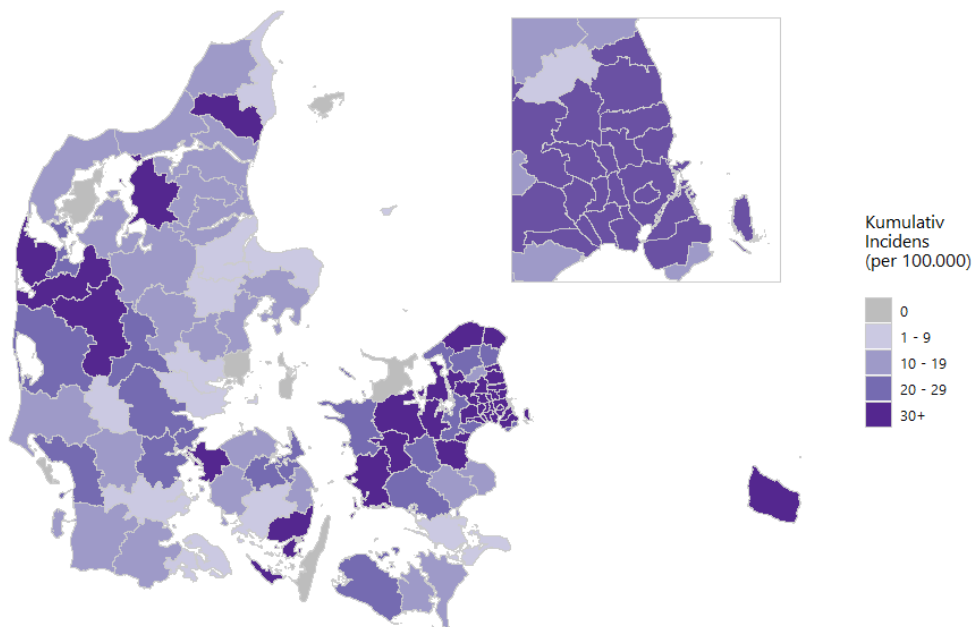 Kumulativ
Incidens
(per 100.000)
0
1 - 9
10 - 19
20 - 29
30+